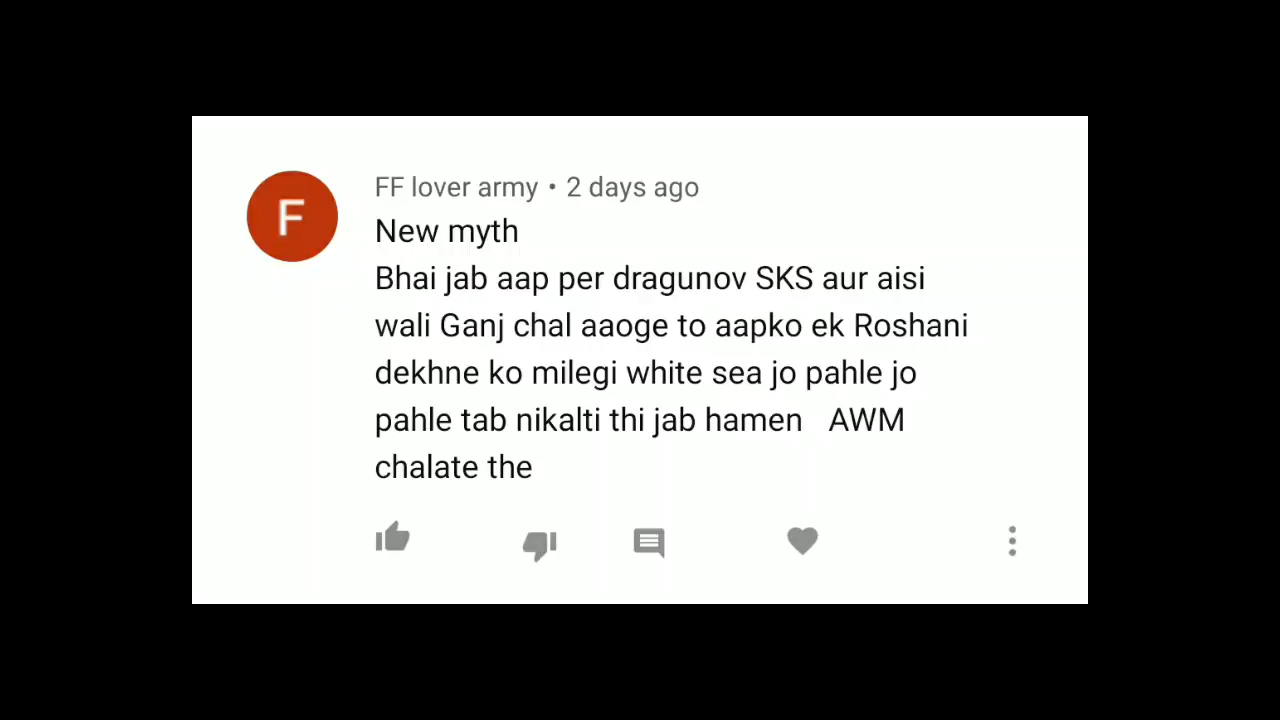 F
FF lover army • 2 days ago
New myth
Bhai jab aap per dragunov SKS aur aisi
wali Ganj chal aaoge to aapko ek Roshani
dekhne ko milegi white sea jo pahle jo
pahle tab nikalti thi jab hamen AWM
chalate the